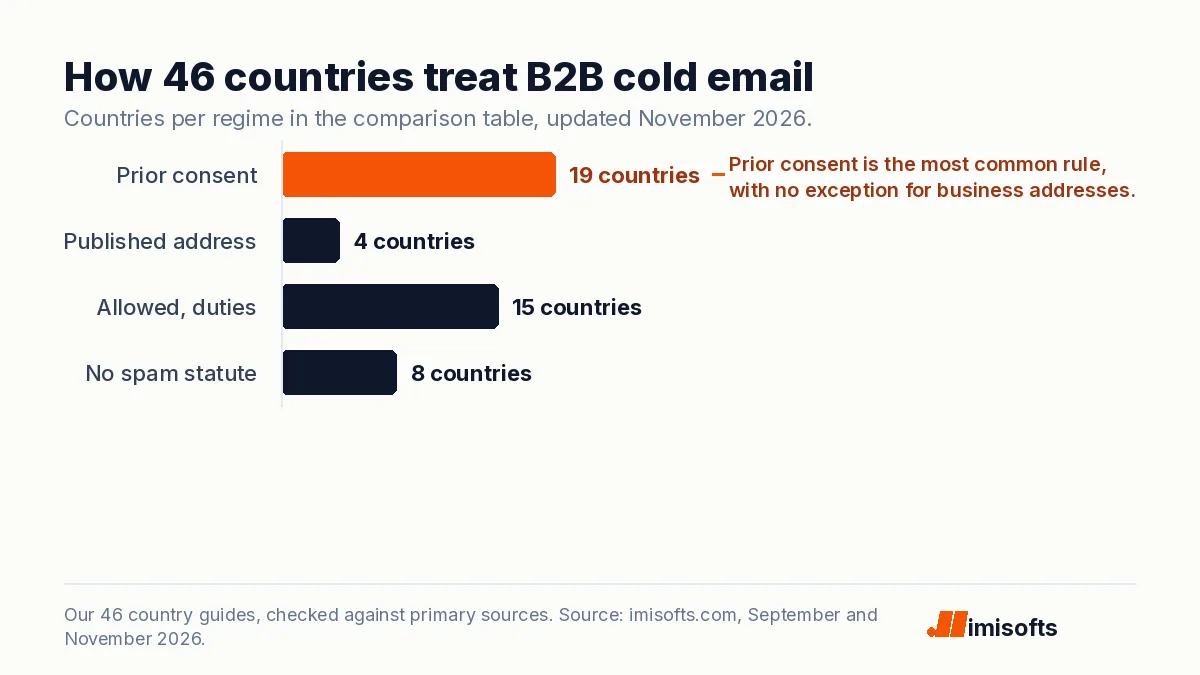 How 46 countries treat B2B cold email
Countries per regime in the comparison table, updated November 2026.
Prior consent
19 countries
Prior consent is the most common rule,
with no exception for business addresses.
Published address
4 countries
Allowed, duties
15 countries
No spam statute
8 countries
Our 46 country guides, checked against primary sources. Source: imisofts.com, September and
November 2026.
imisofts